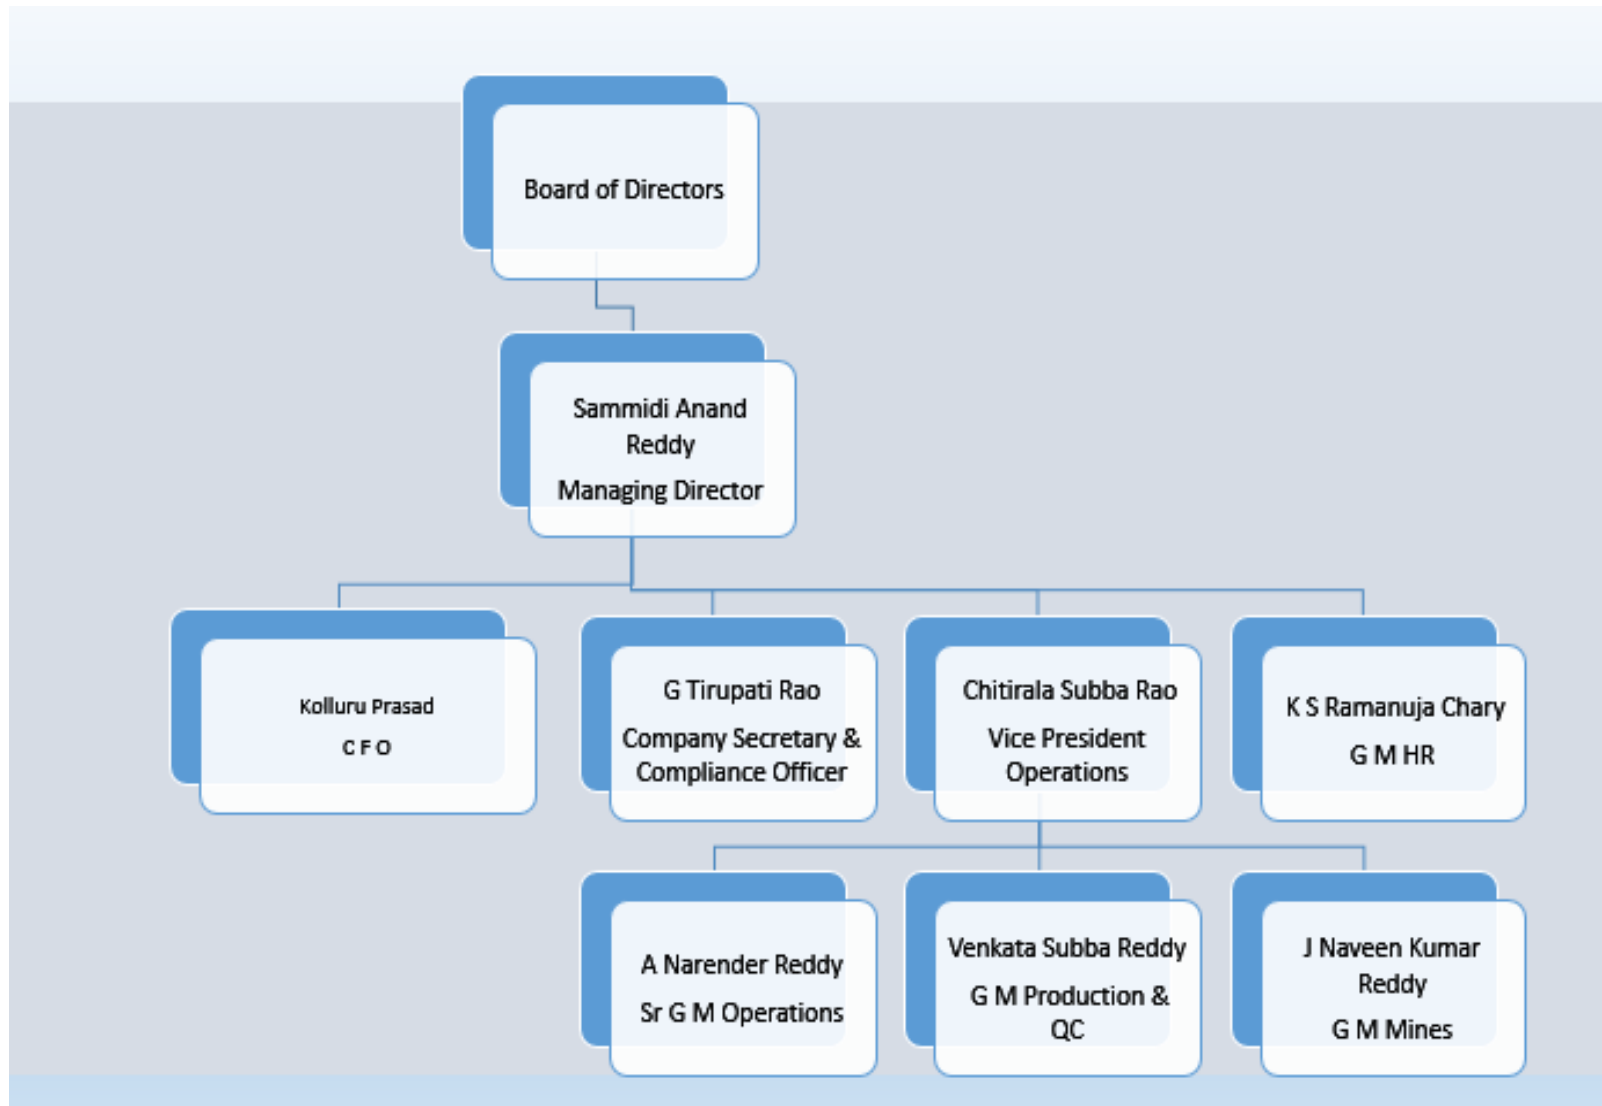 Board of Directors
Sammidi Anand
Reddy
Managing Director
Kolluru Prasad
C F O
G Tirupati Rao
Company Secretary &
Compliance Officer
Chitirala Subba Rao
Vice President
Operations
K S Ramanuja Chary
G M HR
A Narender Reddy
Sr G M Operations
Venkata Subba Reddy
G M Production &
QC
J Naveen Kumar
Reddy
G M Mines